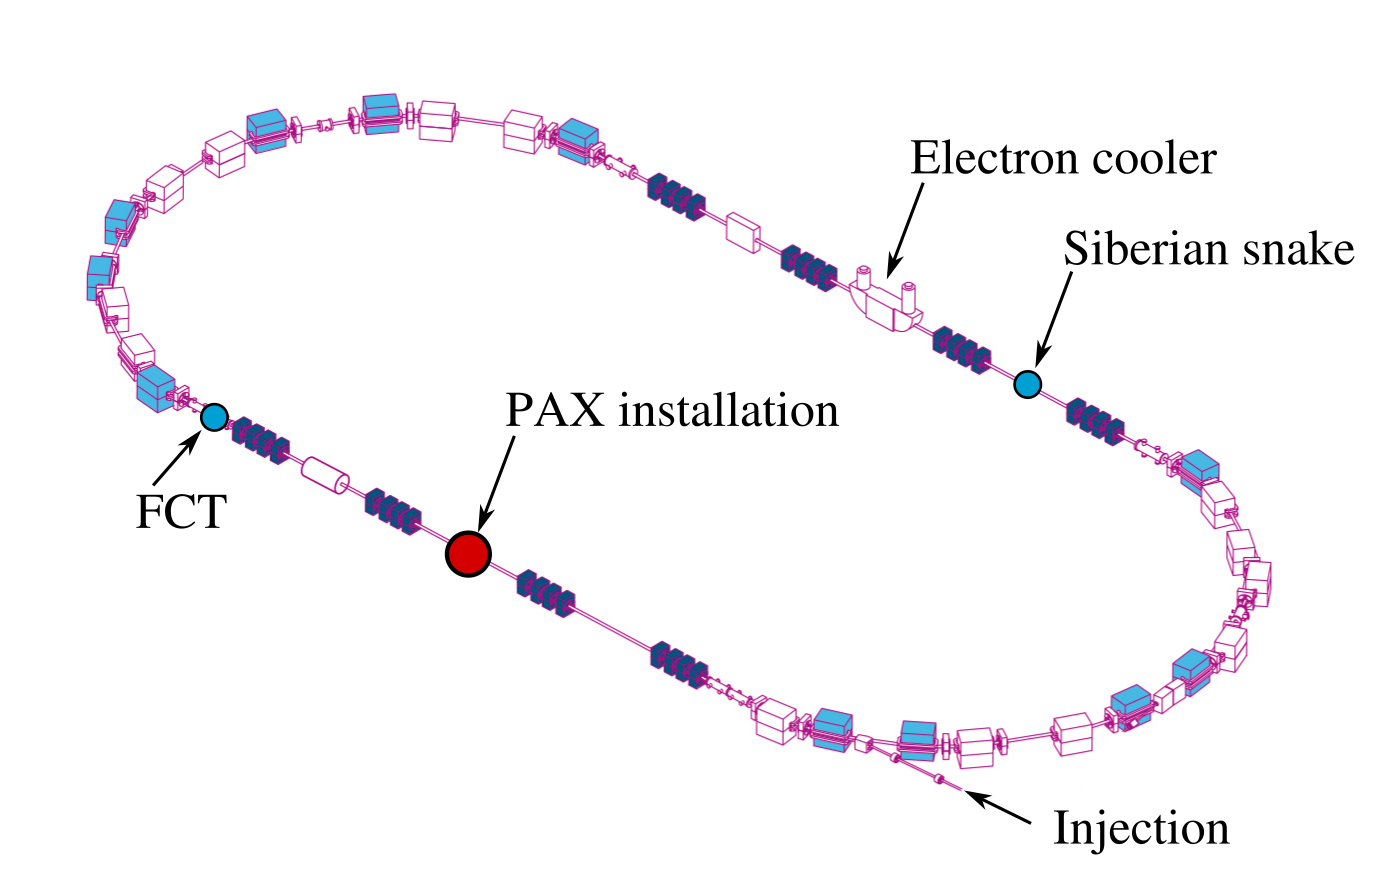 Electron cooler
Siberian snake
PAX installation
FCT
Injection